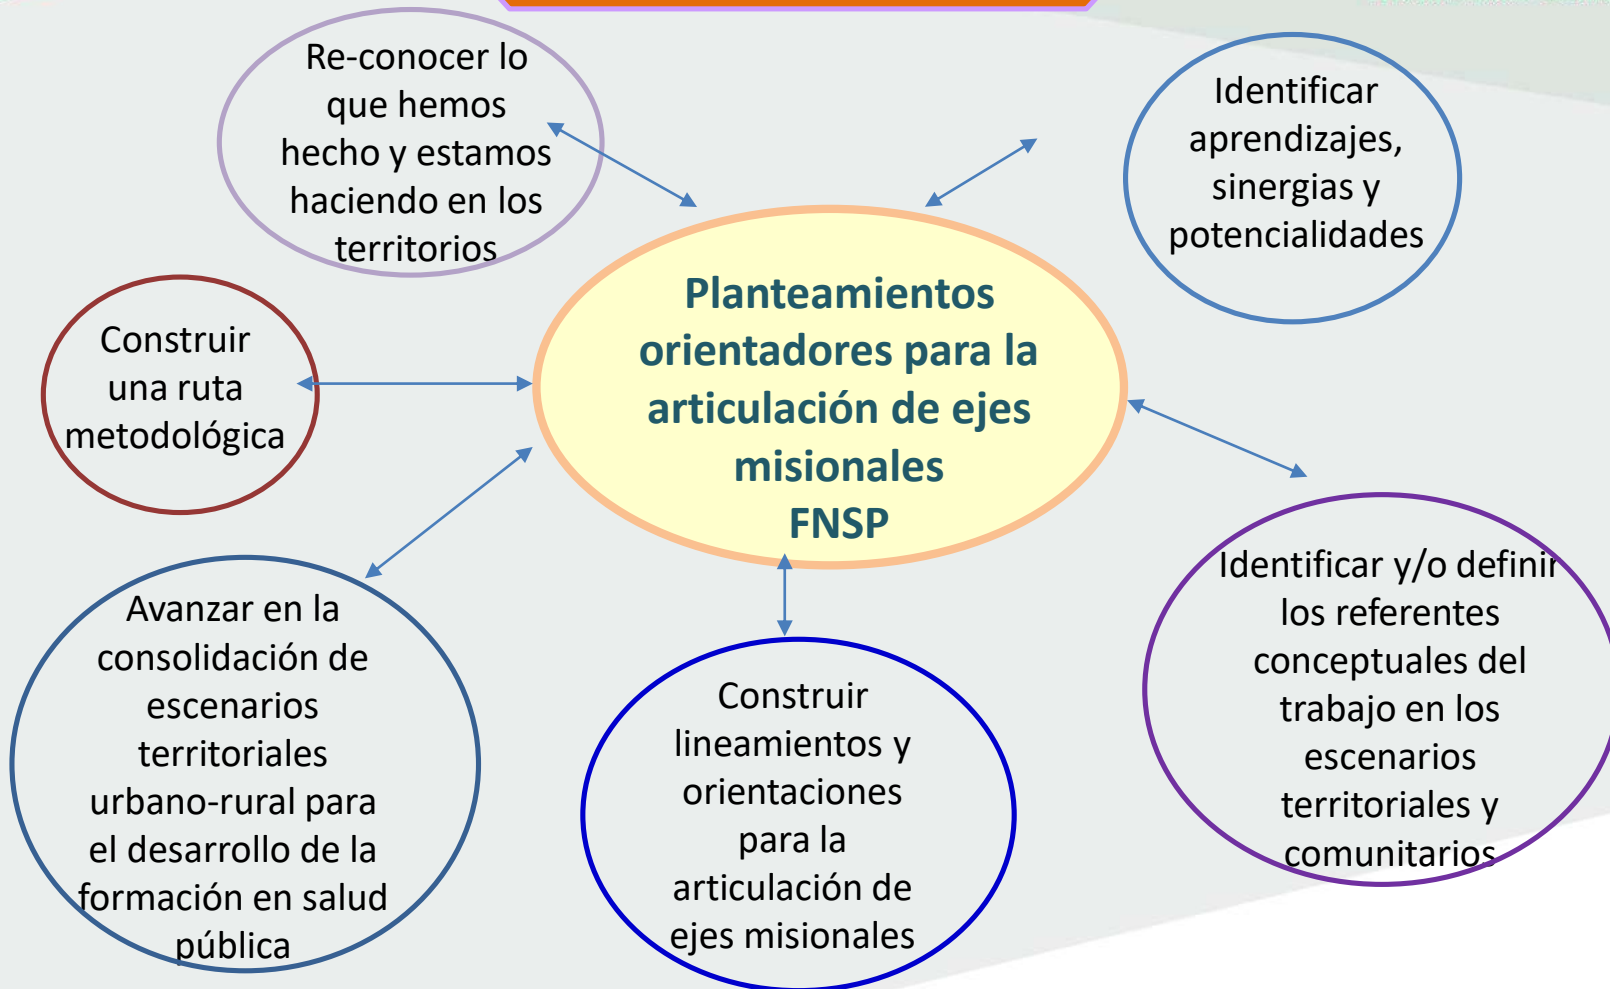 Re-conocer lo
que hemos
hecho y estamos
haciendo en los
territorios
Identificar
aprendizajes,
sinergias y
potencialidades
Planteamientos
orientadores para la
articulación de ejes
misionales
FNSP
Construir
una ruta
metodológica
Avanzar en la
consolidación de
escenarios
territoriales
urbano-rural para
el desarrollo de la
formación en salud
pública
Construir
lineamientos y
orientaciones
para la
articulación de
ejes misionales
Identificar y/o definir
los referentes
conceptuales del
trabajo en los
escenarios
territoriales y
comunitarios